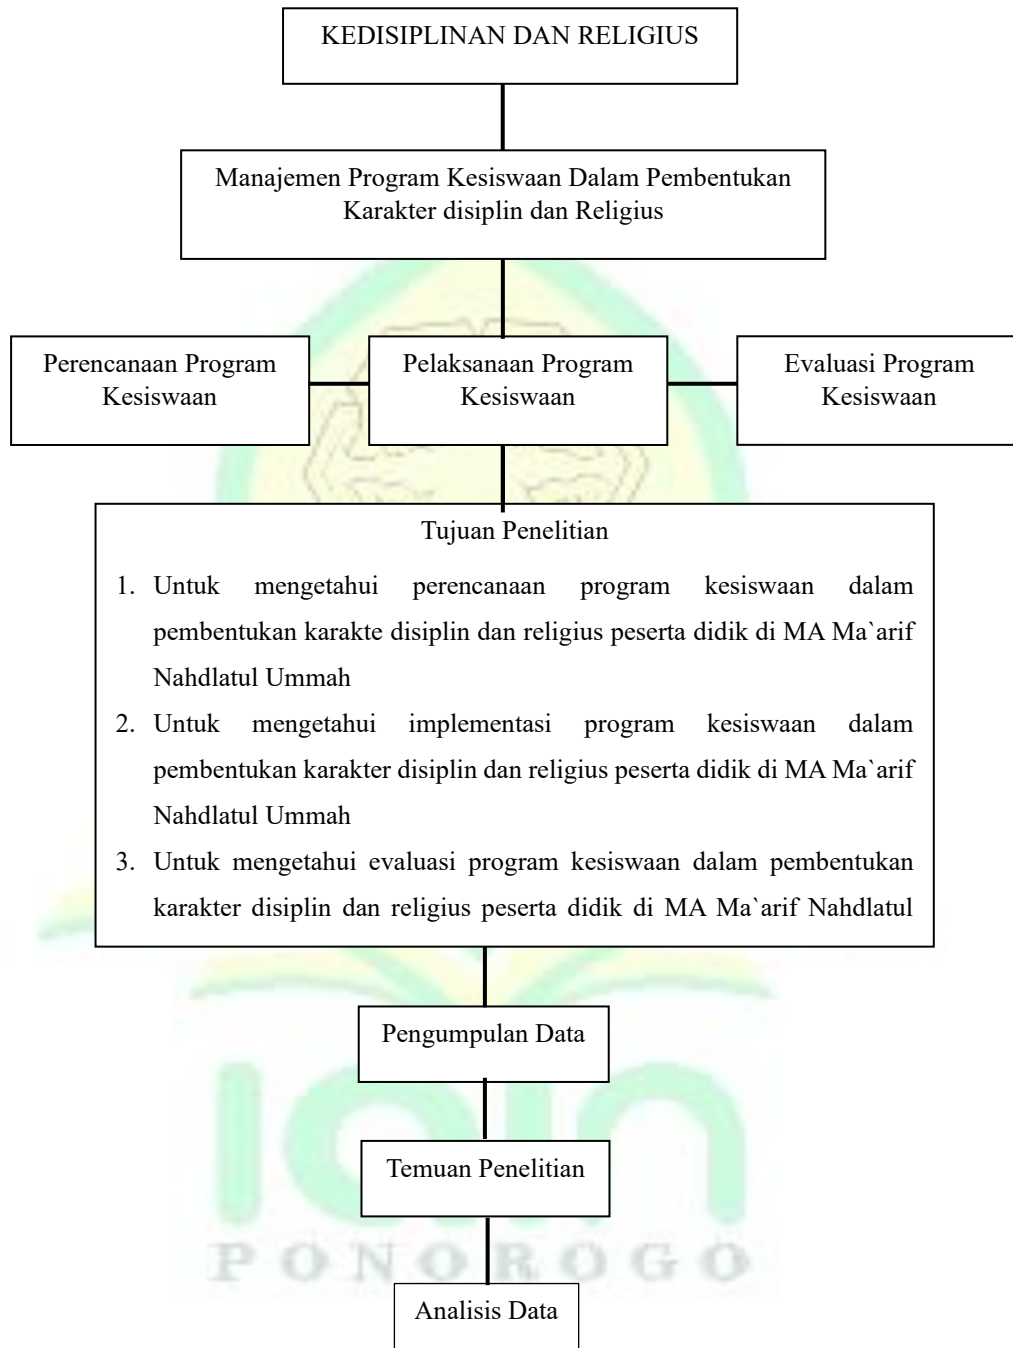 KEDISIPLINAN DAN RELIGIUS
Manajemen Program Kesiswaan Dalam Pembentukan
Karakter disiplin dan Religius
Perencanaan Program
Kesiswaan
Pelaksanaan Program
Kesiswaan
Evaluasi Program
Kesiswaan
Tujuan Penelitian
1. Untuk mengetahui perencanaan program kesiswaan dalam
pembentukan karakte disiplin dan religius peserta didik di MA Ma`arif
Nahdlatul Ummah
2. Untuk mengetahui implementasi program kesiswaan dalam
pembentukan karakter disiplin dan religius peserta didik di MA Ma`arif
Nahdlatul Ummah
3. Untuk mengetahui evaluasi program kesiswaan dalam pembentukan
karakter disiplin dan religius peserta didik di MA Ma`arif Nahdlatul
Pengumpulan Data
Temuan Penelitian
Analisis Data
iain
PONOROGO